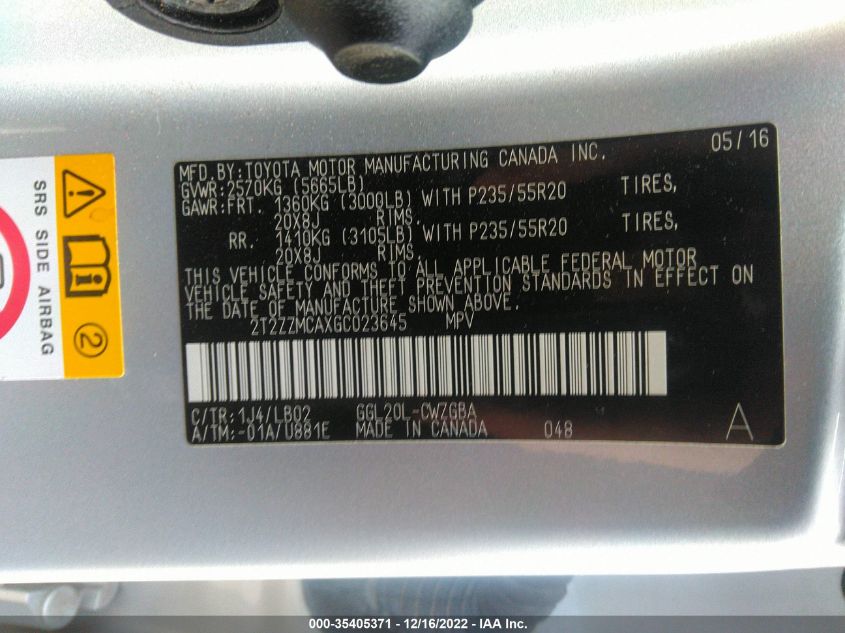 MFD.BY:TOYOTA MOTOR MANUFACTURING CANADA INC. 05/16
GVWR:2570KG (5665LB)
GAWR:FRT. 1360KG (3000LB) WITH P235/55R20 TIRES,
20X8J RIMS.
RR. 1410KG (3105LB) WITH P235/55R20 TIRES,
20X8J RIMS.
THIS VEHICLE CONFORMS TO ALL APPLICABLE FEDERAL MOTOR
VEHICLE SAFETY AND THEFT PREVENTION STANDARDS IN EFFECT ON
THE DATE OF MANUFACTURE SHOWN ABOVE.
2T2ZZMCAXGC023645 MPV
C/TR:1J4/LB02 GGL20L-CWZGBA
A/TM:-01A/U881E MADE IN CANADA 048 A
SRS SIDE AIRBAG
2
000-35405371 - 12/16/2022 - IAA Inc.